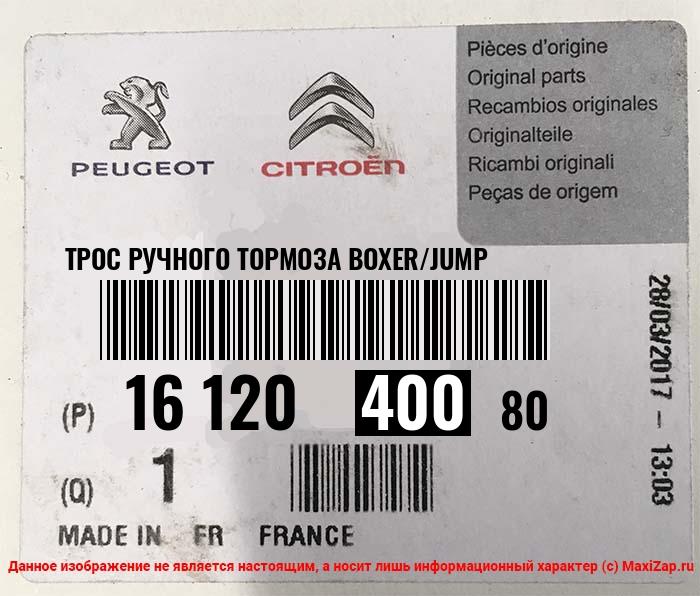 Pièces d'origine
Original parts
Recambios originales
Originalteile
Ricambi originali
Peças de origem
PEUGEOT
CITROËN
ТРОС РУЧНОГО ТОРМОЗА BOXER/JUMP
28/03/2017 - 13:03
(P) 16 120 400 80
(Q) 1
MADE IN FR FRANCE
Данное изображение не является настоящим, а носит лишь информационный характер (c) MaxiZap.ru